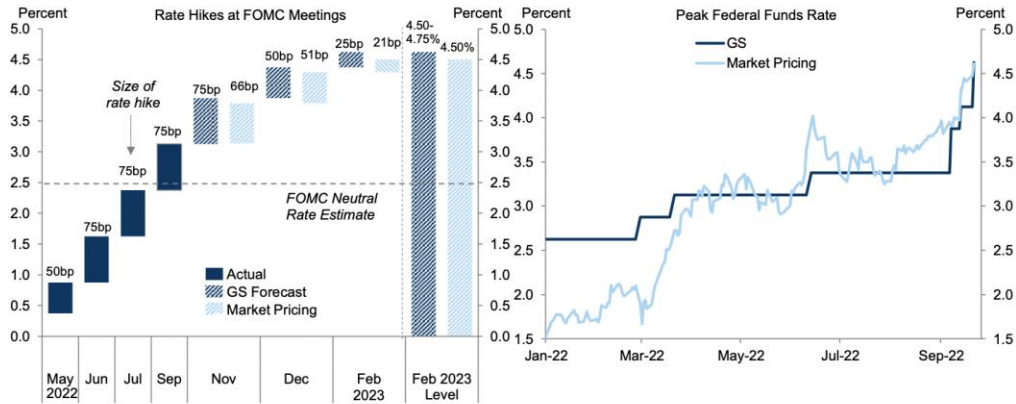 Percent
Rate Hikes at FOMC Meetings
Percent
5.0
4.5
4.0
3.5
3.0
2.5
2.0
1.5
1.0
0.5
0.0
50bp
75bp
75bp
75bp
Size of
rate hike
75bp
66bp
50bp
51bp
25bp
21bp
4.50-
4.75%
4.50%
FOMC Neutral
Rate Estimate
Actual
GS Forecast
Market Pricing
5.0
4.5
4.0
3.5
3.0
2.5
2.0
1.5
1.0
0.5
0.0
May
2022
Jun
Jul
Sep
Nov
Dec
Feb
2023
Feb 2023
Level
Peak Federal Funds Rate
Percent
GS
Market Pricing
5.0
4.5
4.0
3.5
3.0
2.5
2.0
1.5
5.0
4.5
4.0
3.5
3.0
2.5
2.0
1.5
Jan-22
Mar-22
May-22
Jul-22
Sep-22